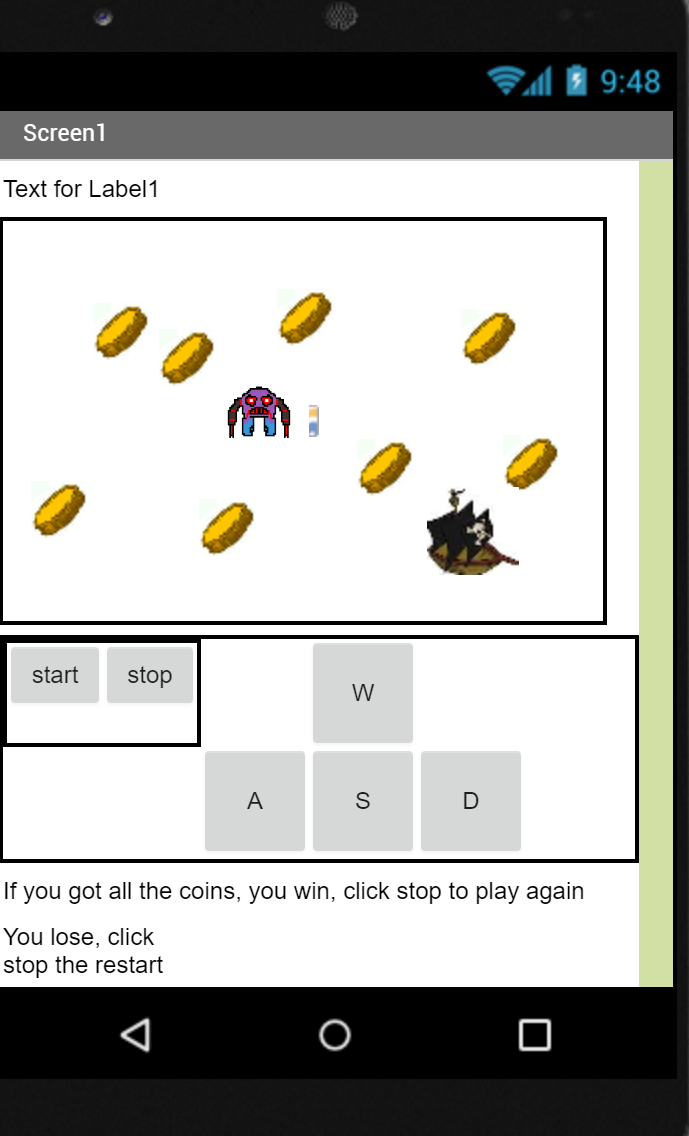 9:48
Screen1
Text for Label1
start stop
W
A S D
If you got all the coins, you win, click stop to play again
You lose, click
stop the restart